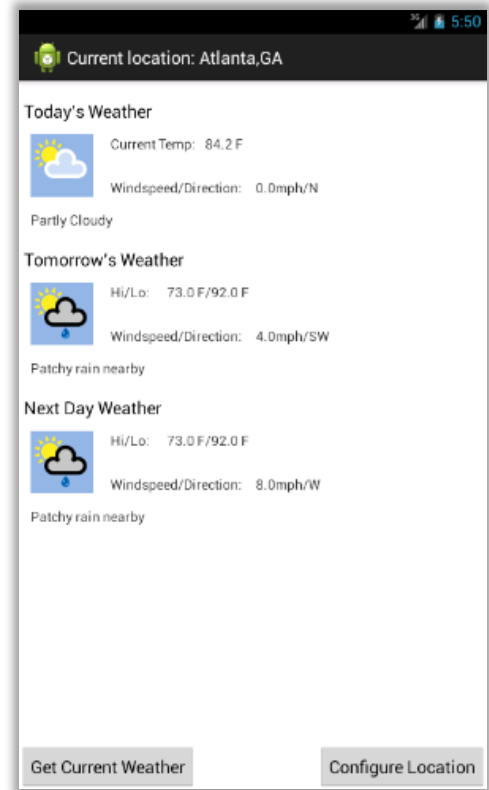 3G 5:50
Current location: Atlanta,GA
Today's Weather
Current Temp: 84.2 F
Windspeed/Direction: 0.0mph/N
Partly Cloudy
Tomorrow's Weather
Hi/Lo: 73.0 F/92.0 F
Windspeed/Direction: 4.0mph/SW
Patchy rain nearby
Next Day Weather
Hi/Lo: 73.0 F/92.0 F
Windspeed/Direction: 8.0mph/W
Patchy rain nearby
Get Current Weather Configure Location